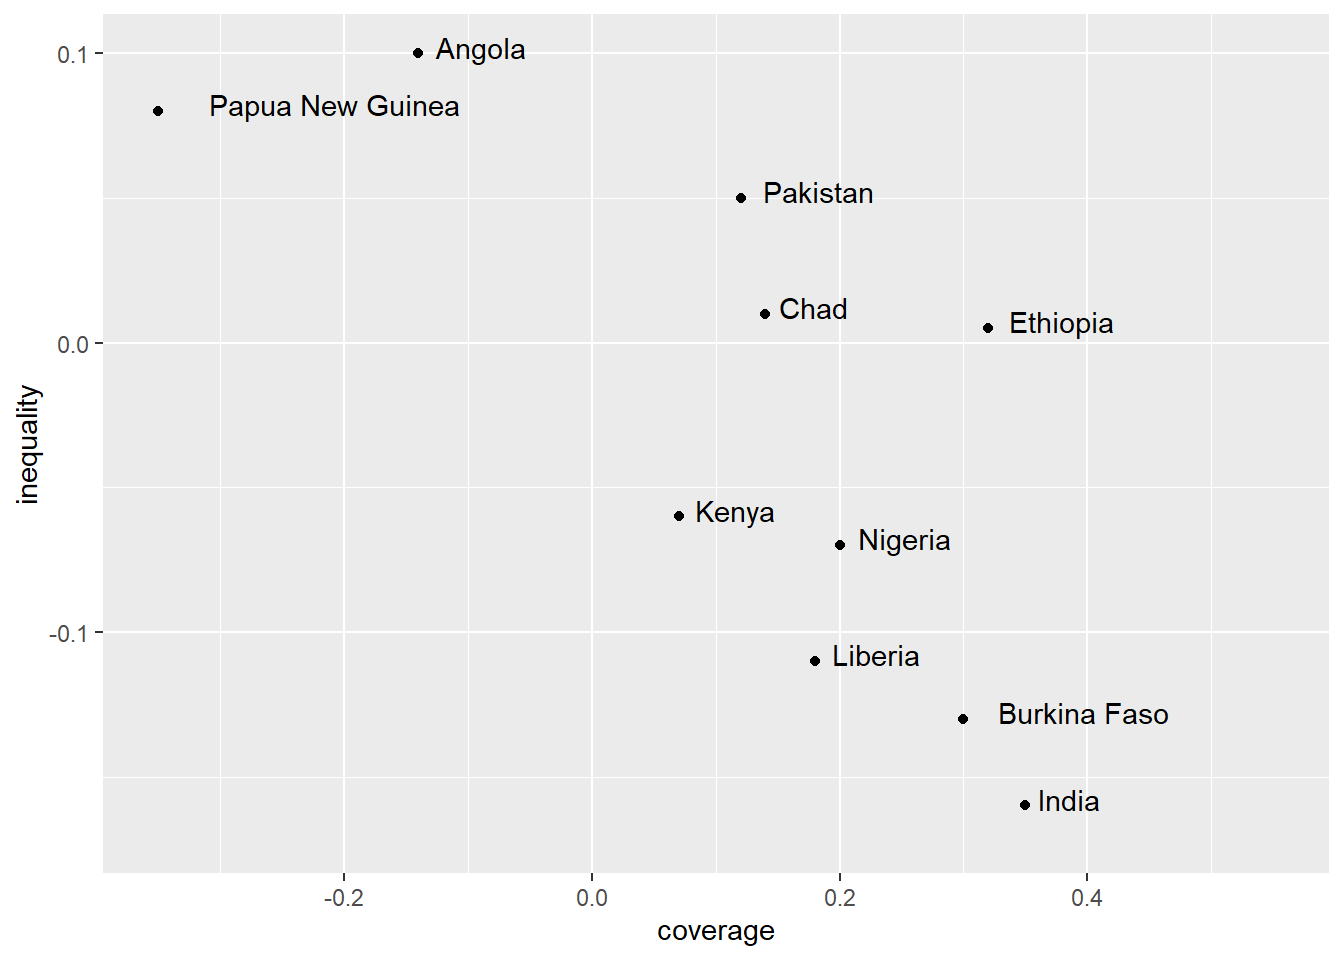 0.1
Angola
Papua New Guinea
Pakistan
Chad
Ethiopia
0.0
inequality
Kenya
Nigeria
-0.1
Liberia
Burkina Faso
India
-0.2
0.0
0.2
0.4
coverage